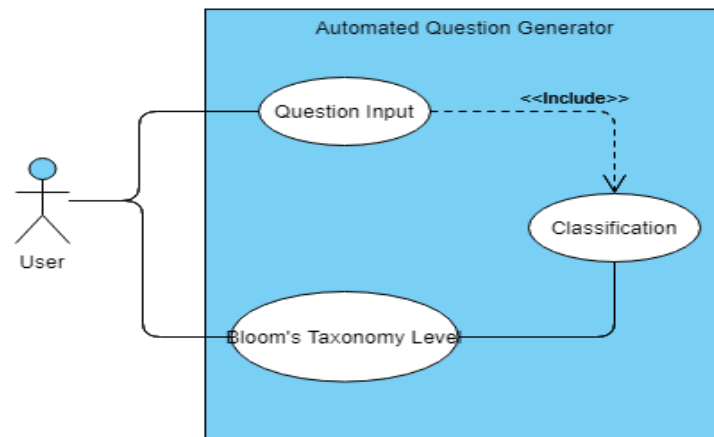 Automated Question Generator
Question Input
<<Include>>
Classification
User
Bloom's Taxonomy Level